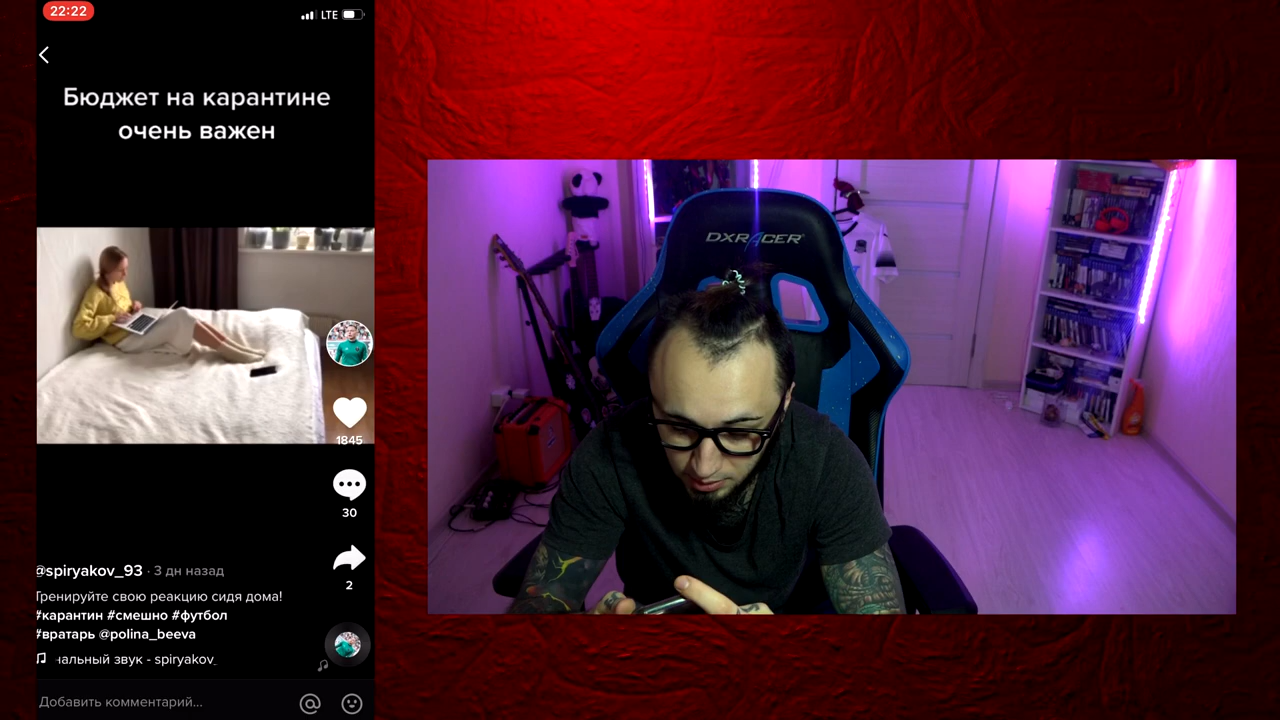 22:22
LTE
Бюджет на карантине
очень важен
DXRACER
1845
30
2
@spiryakov_93 · 3 дн назад
Тренируйте свою реакцию сидя дома!
#карантин #смешно #футбол
#вратарь @polina_beeva
нальный звук - spiryakov_
Добавить комментарий...
@